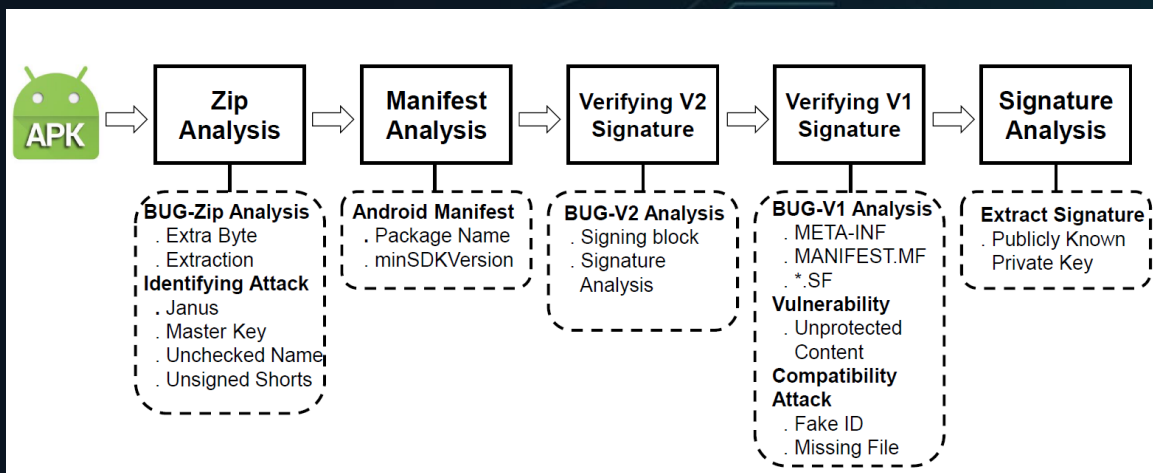 APK
Zip
Analysis
Manifest
Analysis
Verifying V2
Signature
Verifying V1
Signature
Signature
Analysis
BUG-Zip Analysis
. Extra Byte
. Extraction
Identifying Attack
. Janus
. Master Key
. Unchecked Name
. Unsigned Shorts
Android Manifest
. Package Name
. minSDKVersion
BUG-V2 Analysis
. Signing block
. Signature
Analysis
BUG-V1 Analysis
. META-INF
. MANIFEST.MF
. *.SF
Vulnerability
. Unprotected
Content
Compatibility
Attack
. Fake ID
. Missing File
Extract Signature
. Publicly Known
Private Key